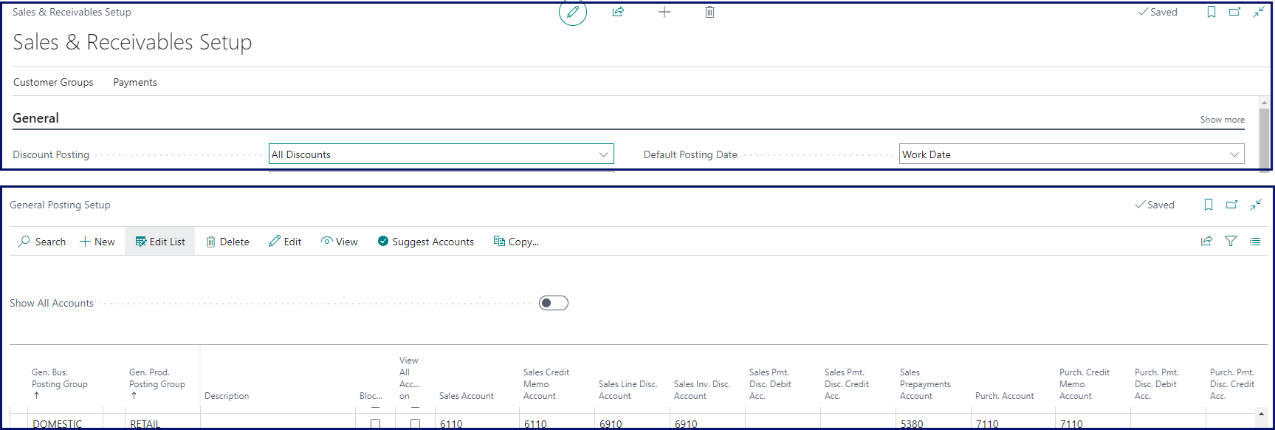 Sales & Receivables Setup
Saved
Sales & Receivables Setup
Customer Groups Payments
General Show more
Discount Posting All Discounts Default Posting Date Work Date
General Posting Setup
Saved
Search New Edit List Delete Edit View Suggest Accounts Copy...
Show All Accounts
View
Gen. Bus. Gen. Prod. All Sales Credit Sales Pmt. Sales Pmt. Sales Purch. Credit Purch. Pmt. Purch. Pmt.
Posting Group Posting Group Acc... Memo Sales Line Disc. Sales Inv. Disc. Disc. Debit Disc. Credit Prepayments Memo Disc. Debit Disc. Credit
↑ ↑ Description Bloc... on Sales Account Account Account Account Acc. Acc. Account Purch. Account Account Acc. Acc.
DOMESTIC RETAIL 6110 6110 6910 6910 5380 7110 7110